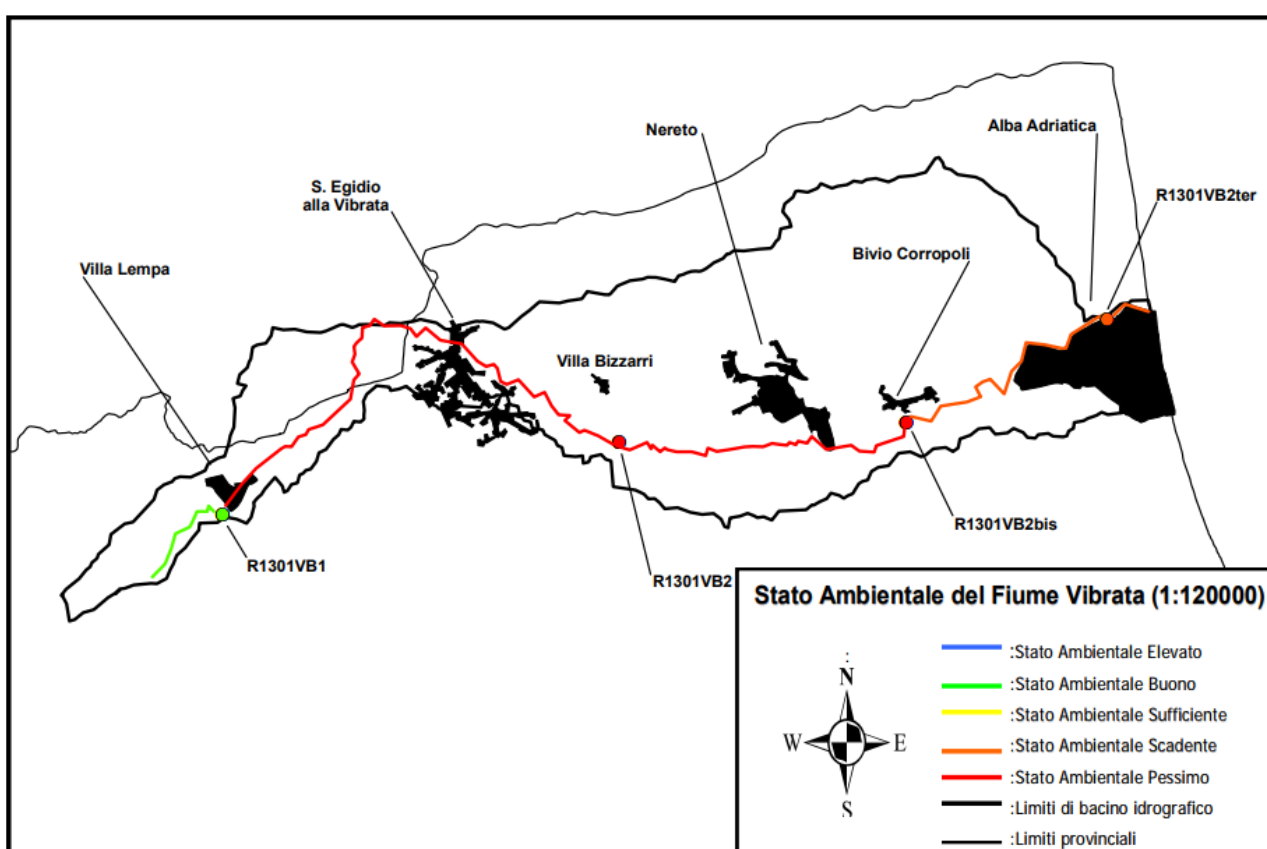 Alba Adriatica
Nereto
R1301VB2ter
S. Egidio
alla Vibrata
Bivio Corropoli
Villa Lempa
Villa Bizzarri
R1301VB2bis
R1301VB1
R1301VB2
Stato Ambientale del Fiume Vibrata (1:120000)
:
N
W
E
S
:Stato Ambientale Elevato
:Stato Ambientale Buono
:Stato Ambientale Sufficiente
:Stato Ambientale Scadente
:Stato Ambientale Pessimo
:Limiti di bacino idrografico
:Limiti provinciali